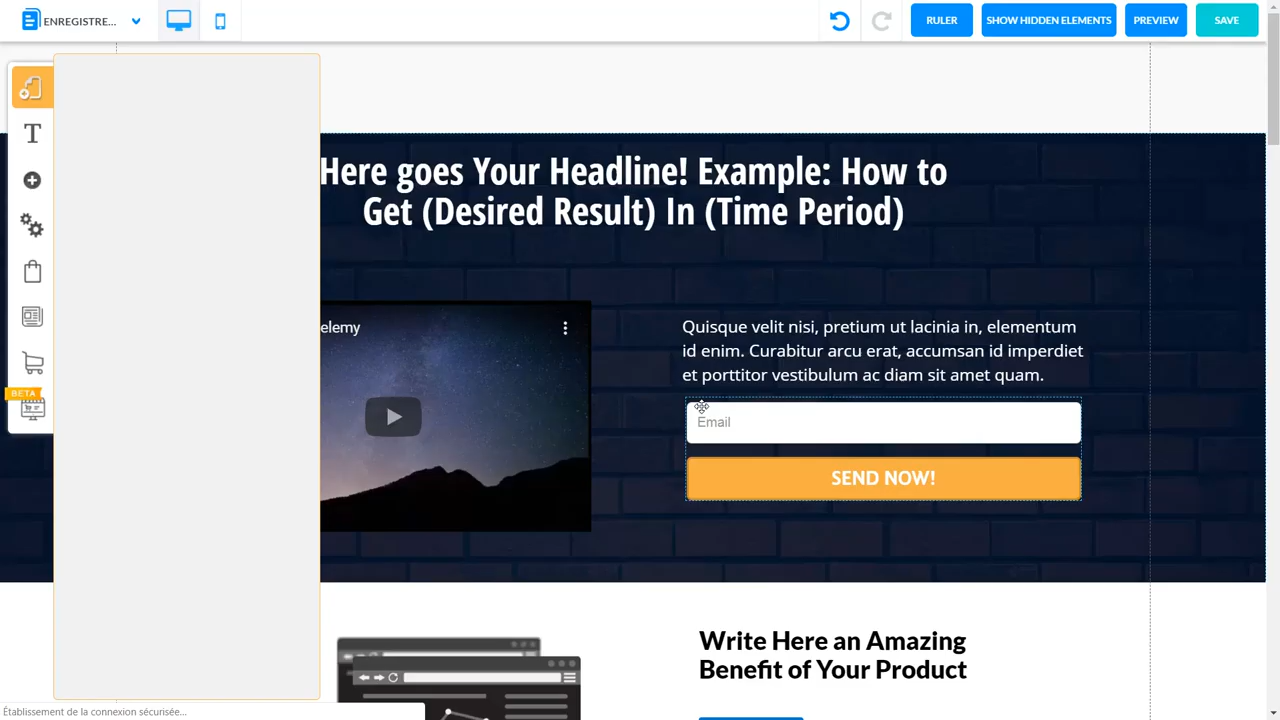 ENREGISTRE...
RULER
SHOW HIDDEN ELEMENTS
PREVIEW
SAVE
T
BETA
Here goes Your Headline! Example: How to
Get (Desired Result) In (Time Period)
elemy
Quisque velit nisi, pretium ut lacinia in, elementum
id enim. Curabitur arcu erat, accumsan id imperdiet
et porttitor vestibulum ac diam sit amet quam.
Email
SEND NOW!
Write Here an Amazing
Benefit of Your Product
Établissement de la connexion sécurisée...